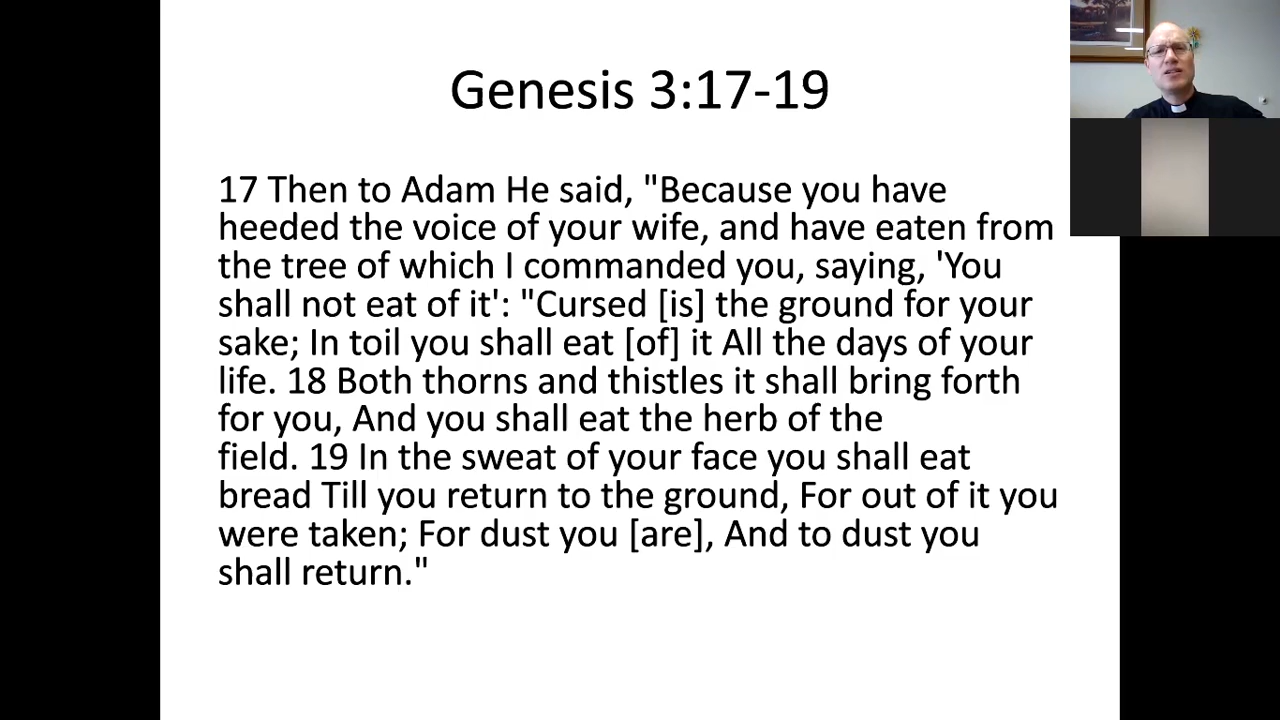 Genesis 3:17-19
17 Then to Adam He said, "Because you have
heeded the voice of your wife, and have eaten from
the tree of which I commanded you, saying, 'You
shall not eat of it': "Cursed [is] the ground for your
sake; In toil you shall eat [of] it All the days of your
life. 18 Both thorns and thistles it shall bring forth
for you, And you shall eat the herb of the
field. 19 In the sweat of your face you shall eat
bread Till you return to the ground, For out of it you
were taken; For dust you [are], And to dust you
shall return."